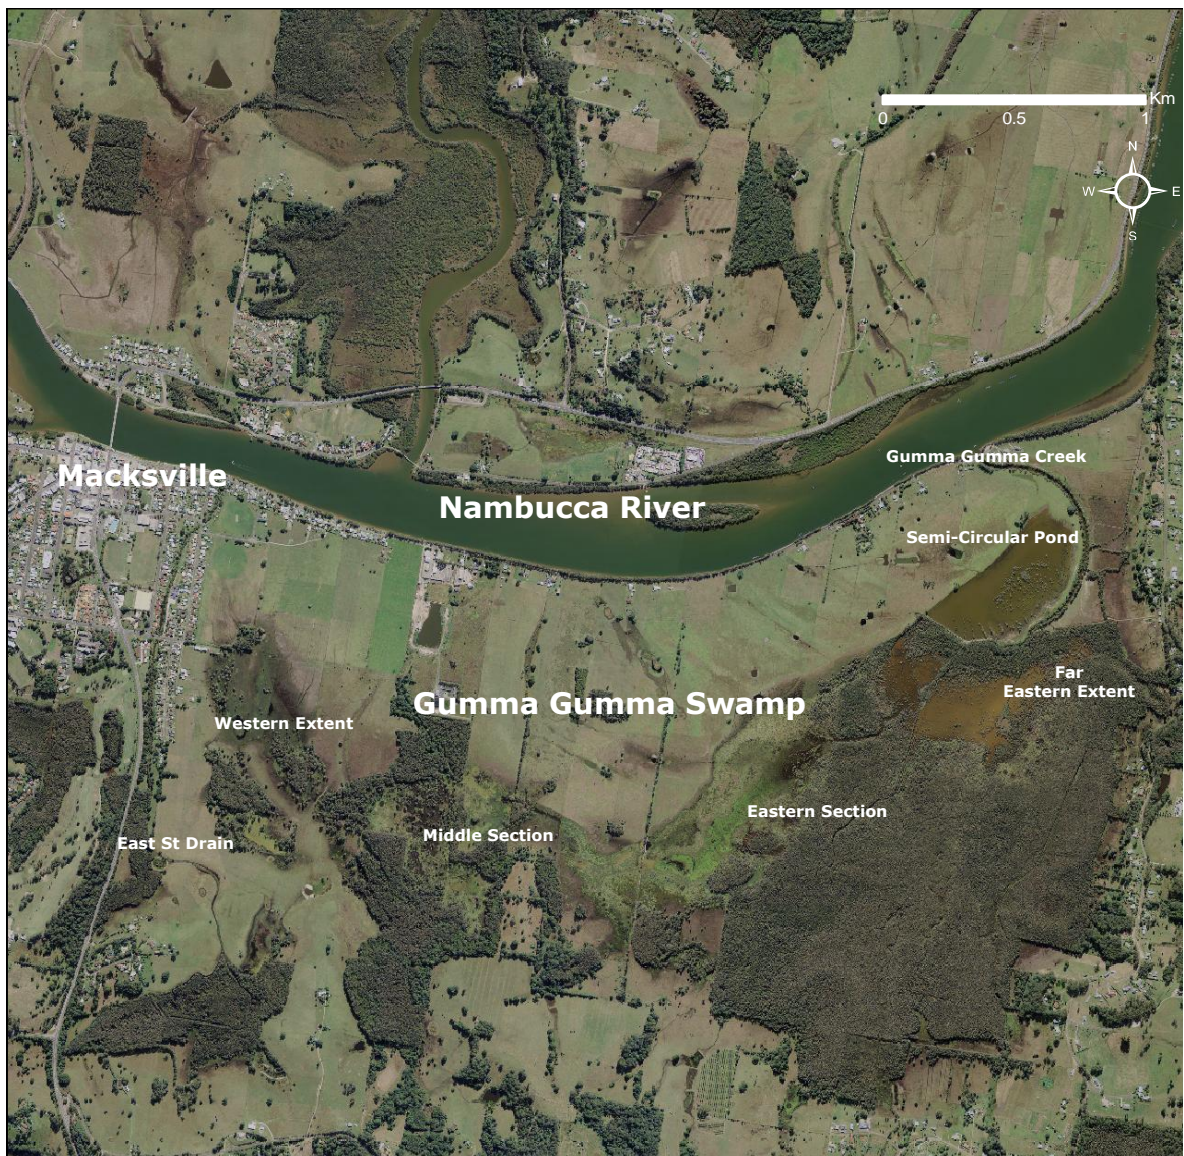 Km
0 0.5 1
N
W E
S
Gumma Gumma Creek
Macksville
Nambucca River
Semi-Circular Pond
Far
Eastern Extent
Gumma Gumma Swamp
Western Extent
Eastern Section
Middle Section
East St Drain